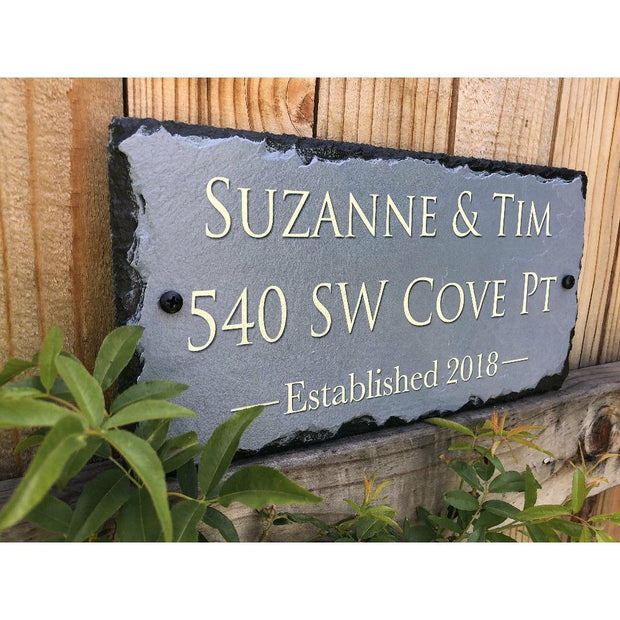 SUZANNE & TIM
540 SW COVE PT
—Established 2018—